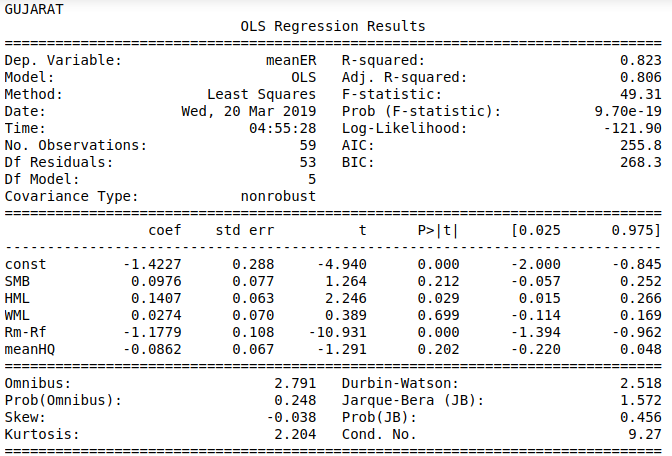 GUJARAT
OLS Regression Results
==============================================================================
Dep. Variable:                 meanER   R-squared:                       0.823
Model:                            OLS   Adj. R-squared:                  0.806
Method:                 Least Squares   F-statistic:                     49.31
Date:                Wed, 20 Mar 2019   Prob (F-statistic):           9.70e-19
Time:                        04:55:28   Log-Likelihood:                -121.90
No. Observations:                  59   AIC:                             255.8
Df Residuals:                      53   BIC:                             268.3
Df Model:                           5
Covariance Type:            nonrobust
==============================================================================
                 coef    std err          t      P>|t|      [0.025      0.975]
------------------------------------------------------------------------------
const         -1.4227      0.288     -4.940      0.000      -2.000      -0.845
SMB            0.0976      0.077      1.264      0.212      -0.057       0.252
HML            0.1407      0.063      2.246      0.029       0.015       0.266
WML            0.0274      0.070      0.389      0.699      -0.114       0.169
Rm-Rf         -1.1779      0.108    -10.931      0.000      -1.394      -0.962
meanHQ        -0.0862      0.067     -1.291      0.202      -0.220       0.048
==============================================================================
Omnibus:                        2.791   Durbin-Watson:                   2.518
Prob(Omnibus):                  0.248   Jarque-Bera (JB):                1.572
Skew:                          -0.038   Prob(JB):                        0.456
Kurtosis:                       2.204   Cond. No.                         9.27
==============================================================================